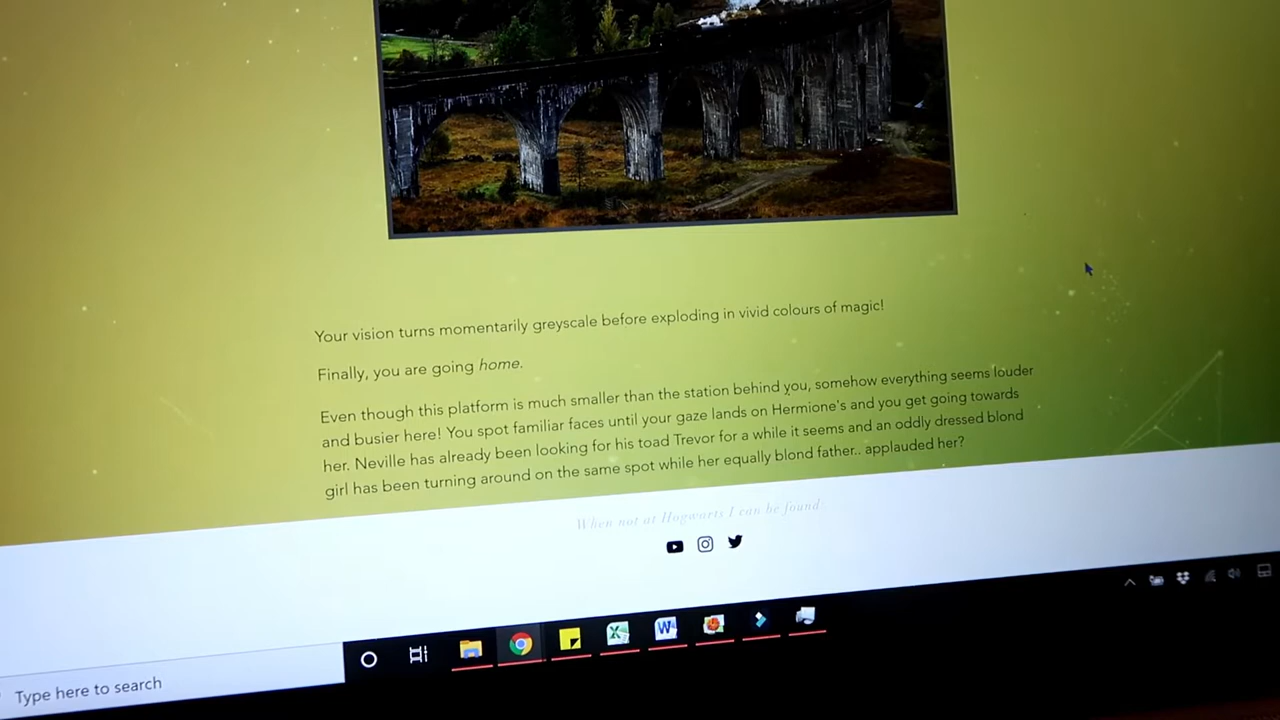 Your vision turns momentarily greyscale before exploding in vivid colours of magic!
Finally, you are going home.
Even though this platform is much smaller than the station behind you, somehow everything seems louder
and busier here! You spot familiar faces until your gaze lands on Hermione's and you get going towards
her. Neville has already been looking for his toad Trevor for a while it seems and an oddly dressed blond
girl has been turning around on the same spot while her equally blond father.. applauded her?
When not at Hogwarts I can be found
Type here to search